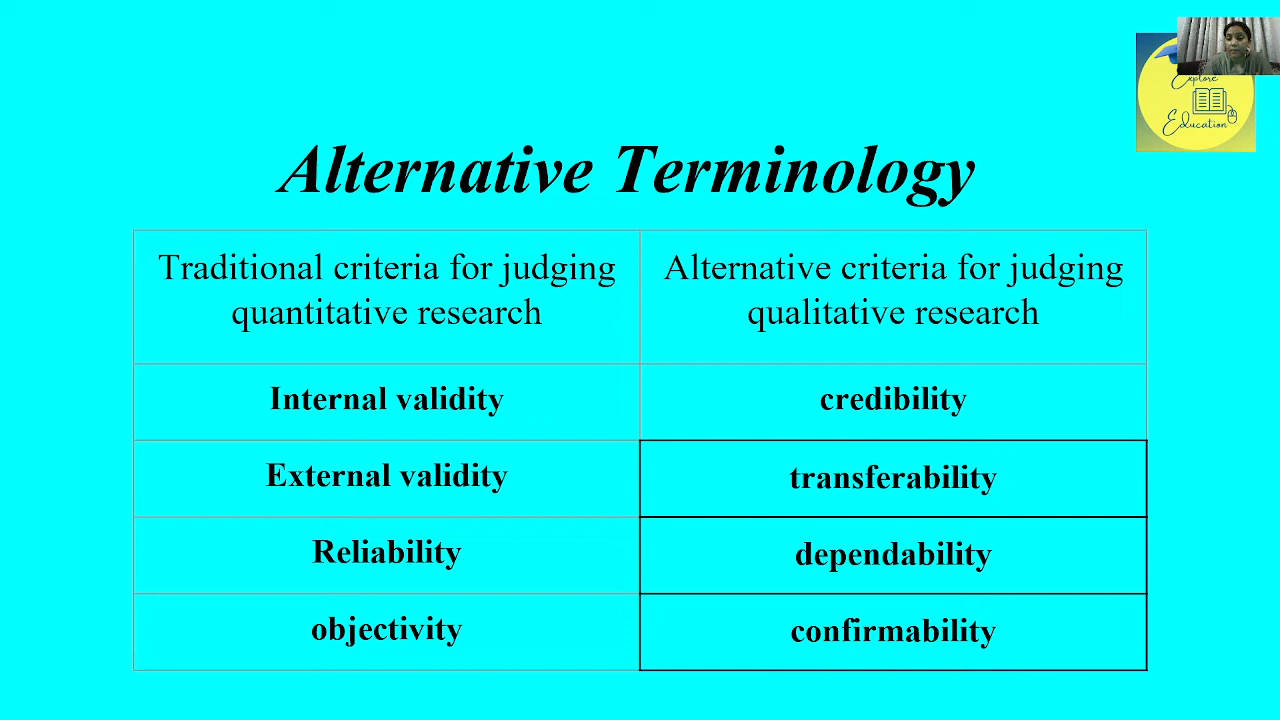 Explore
Education
Alternative Terminology
Traditional criteria for judging
quantitative research
Alternative criteria for judging
qualitative research
Internal validity
credibility
External validity
transferability
Reliability
dependability
objectivity
confirmability